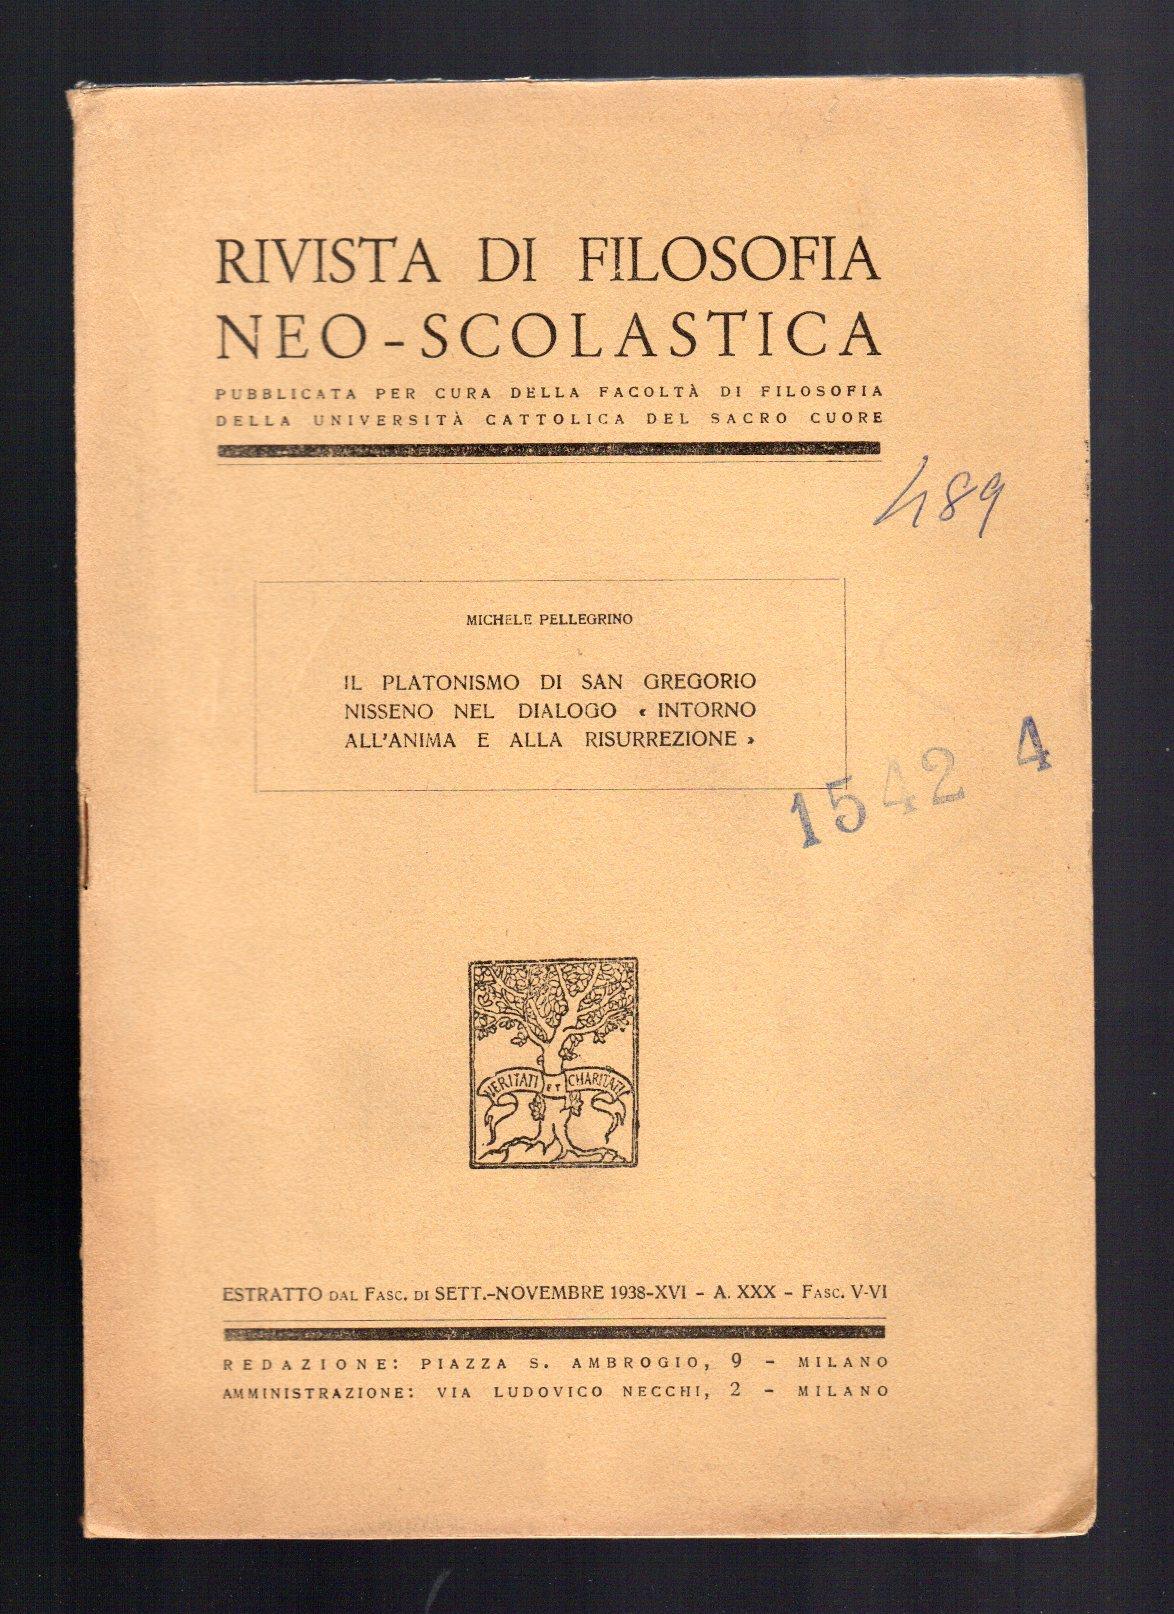 RIVISTA DI FILOSOFIA
NEO-SCOLASTICA
PUBBLICATA PER CURA DELLA FACOLTÀ DI FILOSOFIA
DELLA UNIVERSITÀ CATTOLICA DEL SACRO CUORE
489
MICHELE PELLEGRINO
IL PLATONISMO DI SAN GREGORIO
NISSENO NEL DIALOGO « INTORNO
ALL'ANIMA E ALLA RISURREZIONE »
1542 4
VERITATI ET CHARITATI
ESTRATTO DAL FASC. DI SETT.-NOVEMBRE 1938-XVI - A. XXX - FASC. V-VI
REDAZIONE: PIAZZA S. AMBROGIO, 9 - MILANO
AMMINISTRAZIONE: VIA LUDOVICO NECCHI, 2 - MILANO